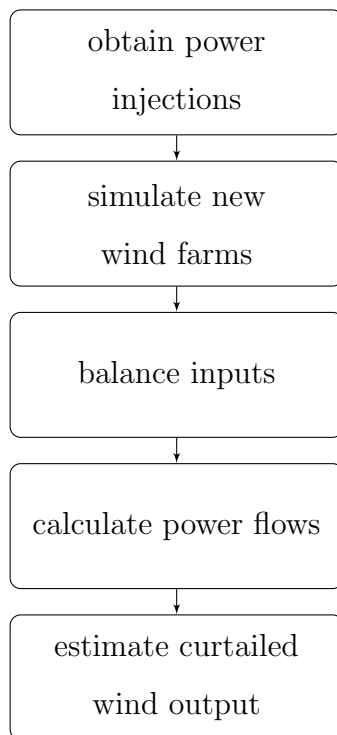 obtain power
injections
simulate new
wind farms
balance inputs
calculate power flows
estimate curtailed
wind output